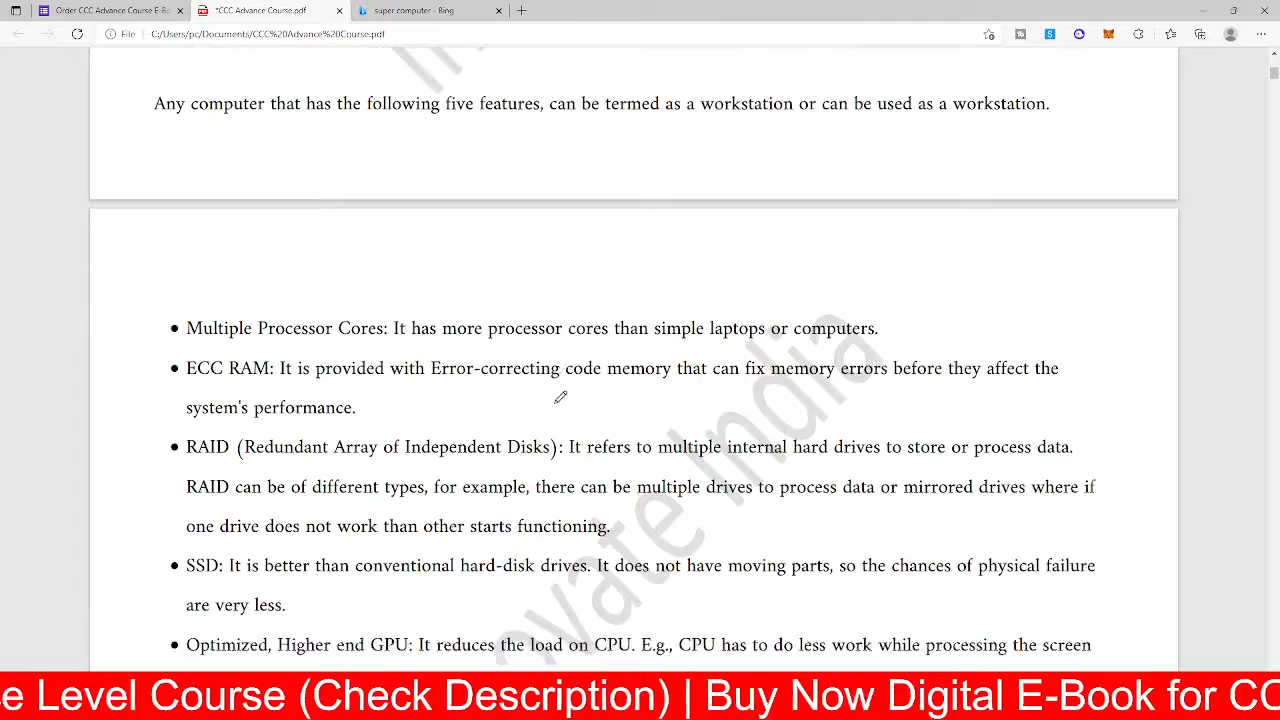 Order CCC Advance Course E-Bo
*CCC Advance Course.pdf
super computer - Bing
File
C:/Users/pc/Documents/CCC%20Advance%20Course.pdf
Any computer that has the following five features, can be termed as a workstation or can be used as a workstation.
• Multiple Processor Cores: It has more processor cores than simple laptops or computers.
• ECC RAM: It is provided with Error-correcting code memory that can fix memory errors before they affect the
system's performance.
• RAID (Redundant Array of Independent Disks): It refers to multiple internal hard drives to store or process data.
RAID can be of different types, for example, there can be multiple drives to process data or mirrored drives where if
one drive does not work than other starts functioning.
• SSD: It is better than conventional hard-disk drives. It does not have moving parts, so the chances of physical failure
are very less.
• Optimized, Higher end GPU: It reduces the load on CPU. E.g., CPU has to do less work while processing the screen
ovate India
e Level Course (Check Description) | Buy Now Digital E-Book for CC